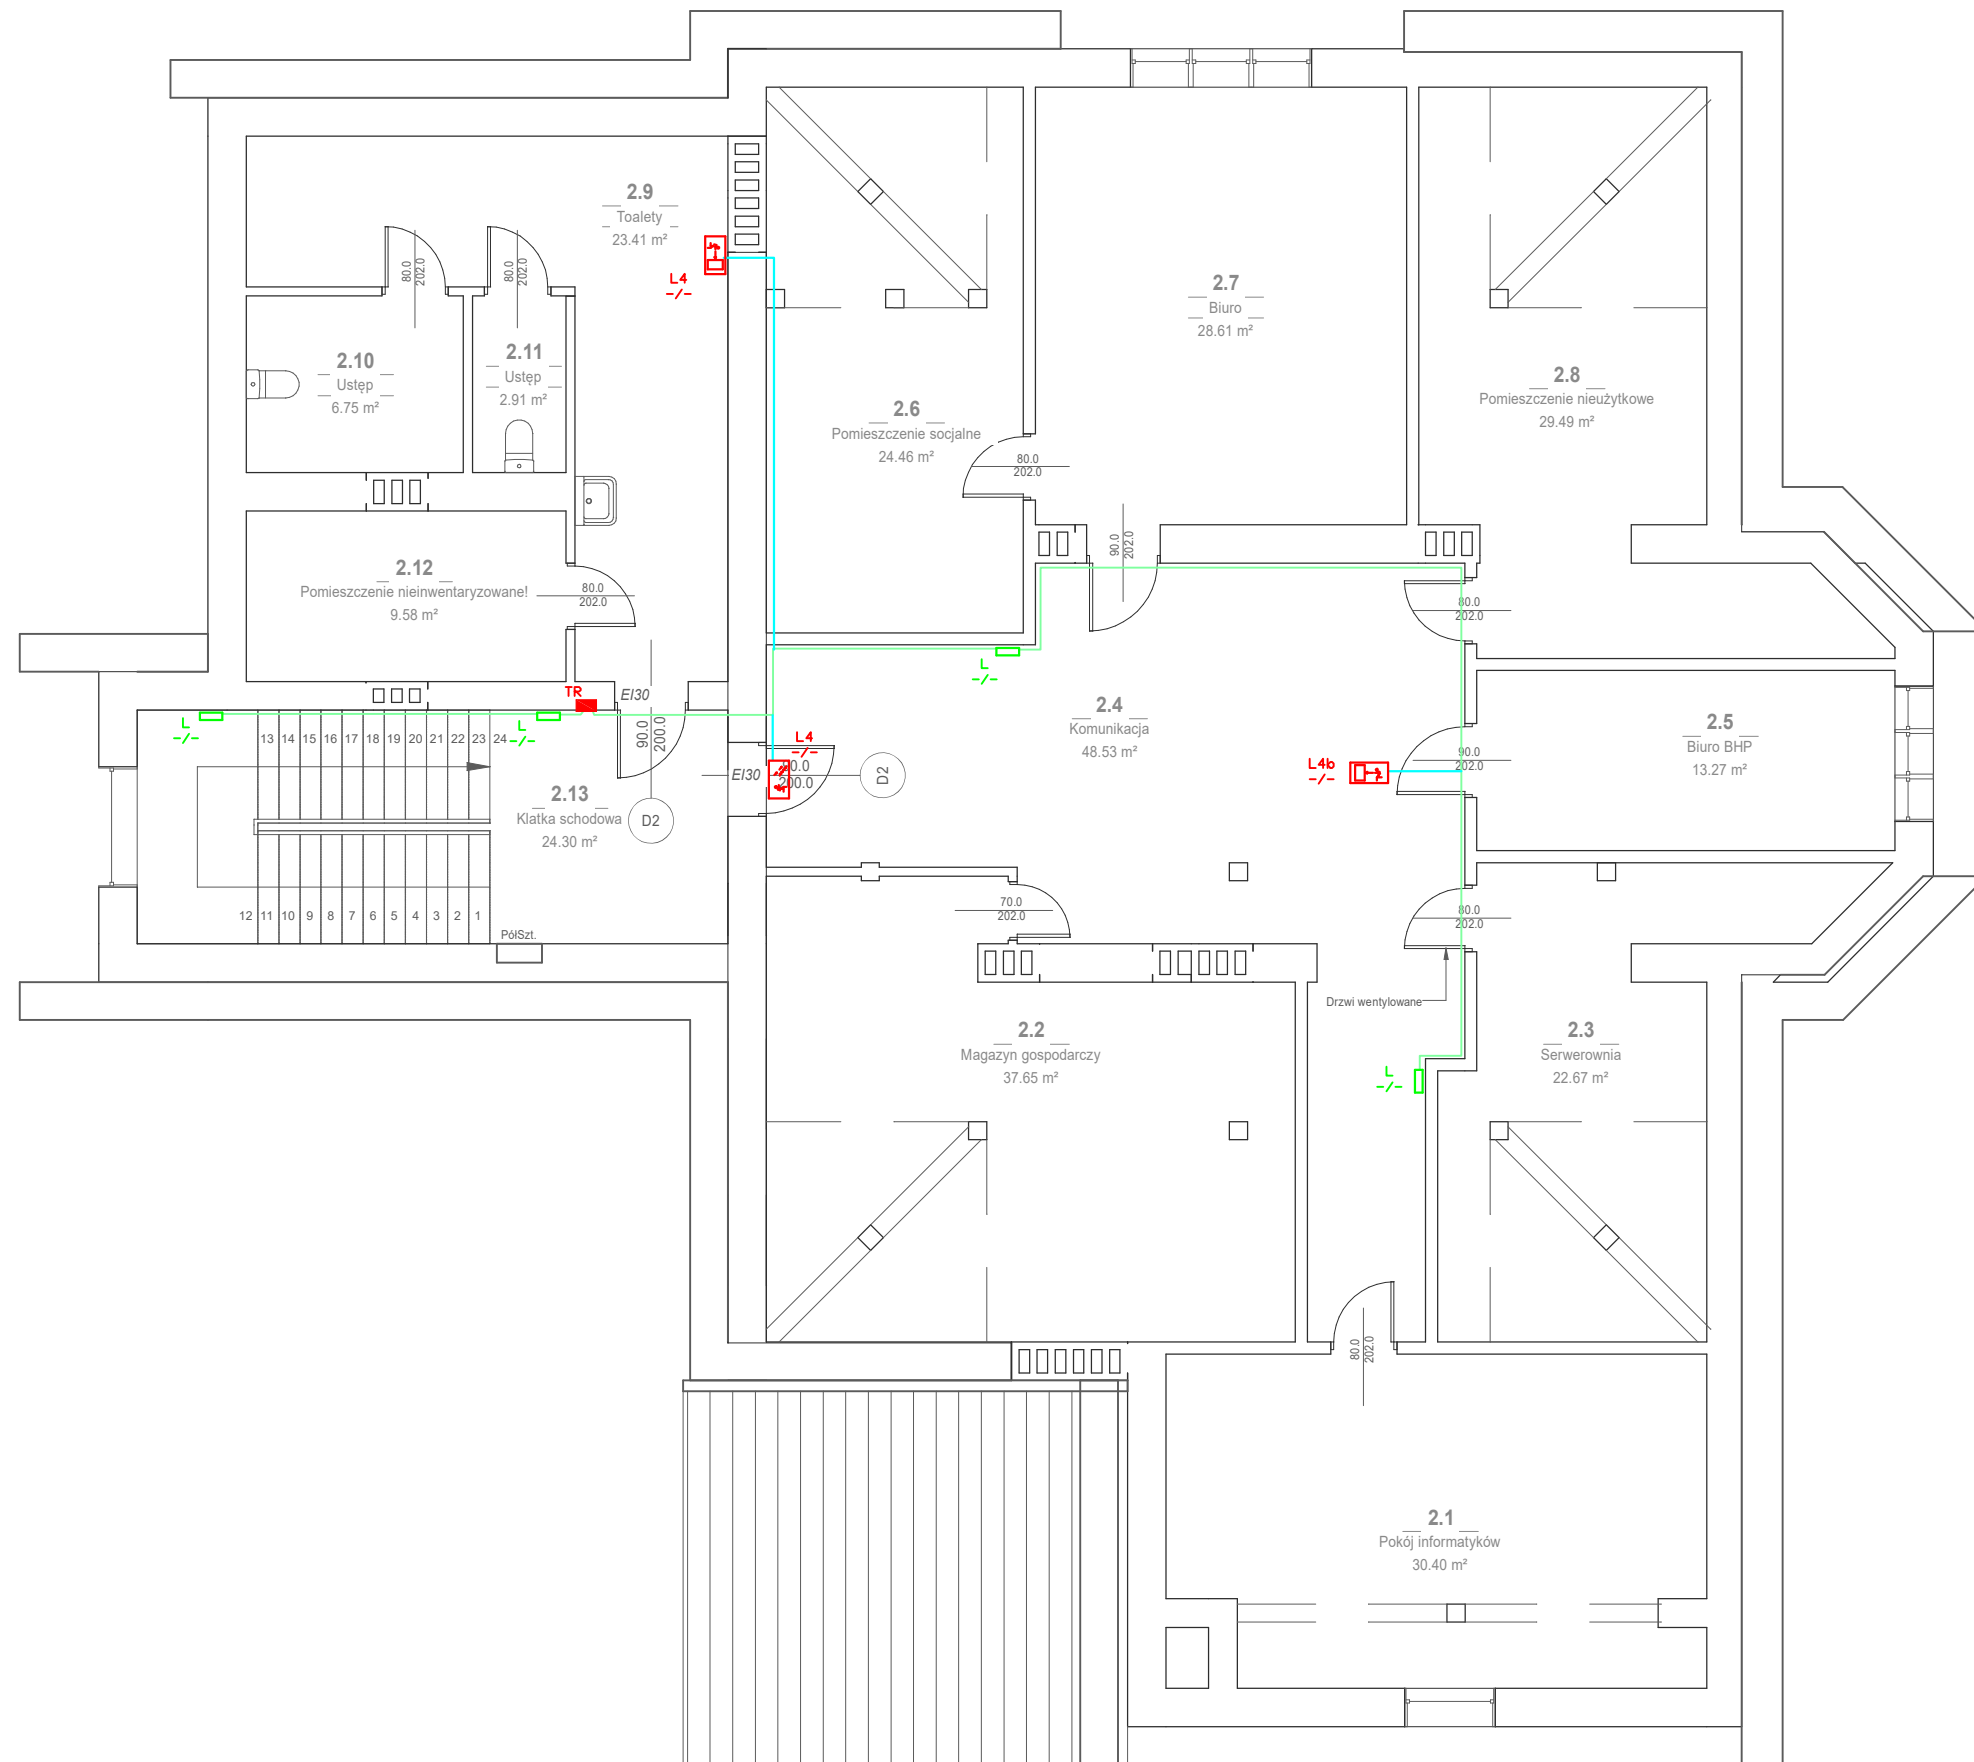 2.9
Toalety
23.41 m²
L4
-/-
80.0
202.0
80.0
202.0
2.10
Ustęp
6.75 m²
2.11
Ustęp
2.91 m²
2.7
Biuro
28.61 m²
2.8
Pomieszczenie nieużytkowe
29.49 m²
2.6
Pomieszczenie socjalne
24.46 m²
80.0
202.0
90.0
202.0
2.12
Pomieszczenie nieinwentaryzowane!
9.58 m²
80.0
202.0
80.0
202.0
L
-/-
TR
EI30
90.0
200.0
L
-/-
L
-/-
13 14 15 16 17 18 19 20 21 22 23 24
2.4
Komunikacja
48.53 m²
L4
-/-
EI30
200.0
D2
L4b
-/-
90.0
202.0
2.5
Biuro BHP
13.27 m²
2.13
Klatka schodowa
24.30 m²
D2
12 11 10 9 8 7 6 5 4 3 2 1
PółSzt.
70.0
202.0
80.0
202.0
Drzwi wentylowane
2.2
Magazyn gospodarczy
37.65 m²
2.3
Serwerownia
22.67 m²
L
-/-
80.0
202.0
2.1
Pokój informatyków
30.40 m²